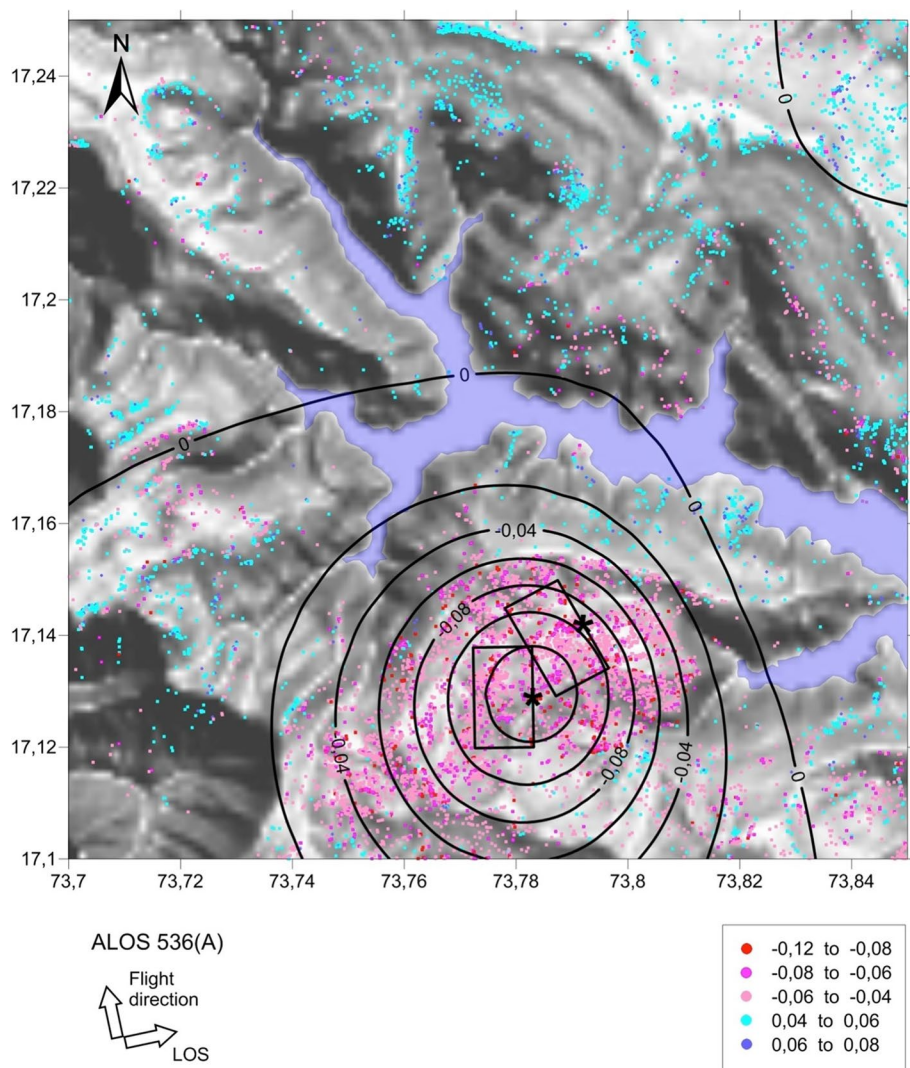 N
17,24
17,22
17,2
17,18
17,16
17,14
17,12
17,1
0
0
0
0
-0,04
-0,08
-0,04
-0,08
-0,04
0
*
*
73,7
73,72
73,74
73,76
73,78
73,8
73,82
73,84
ALOS 536(A)
Flight
direction
LOS
-0,12 to -0,08
-0,08 to -0,06
-0,06 to -0,04
0,04 to 0,06
0,06 to 0,08